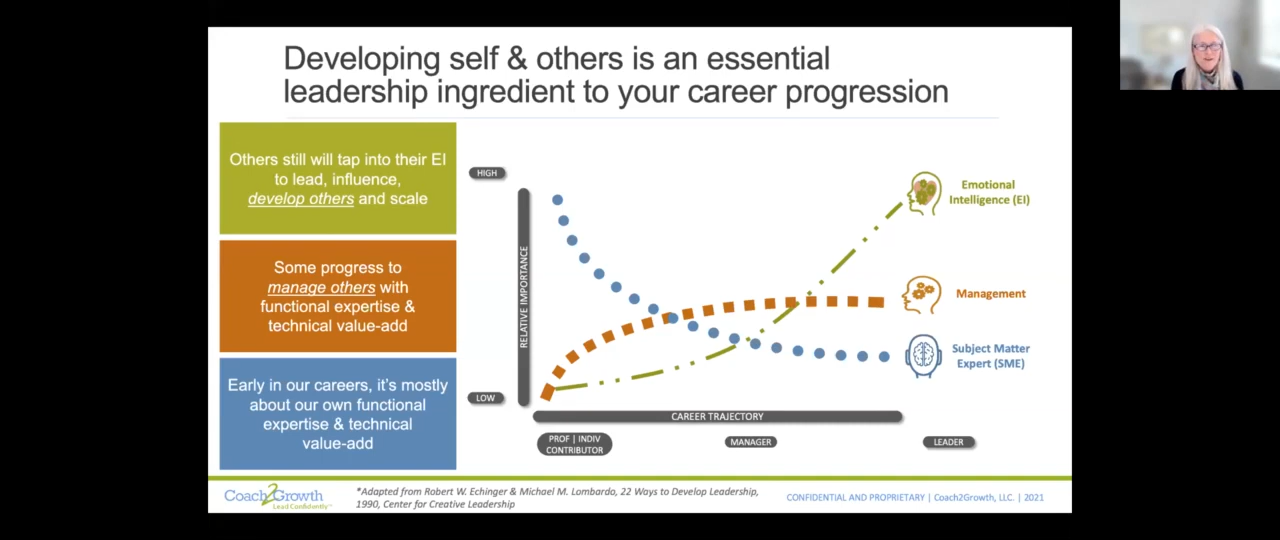 Developing self & others is an essential
leadership ingredient to your career progression
Others still will tap into their EI
to lead, influence,
develop others and scale
Some progress to
manage others with
functional expertise &
technical value-add
Early in our careers, it's mostly
about our own functional
expertise & technical
value-add
HIGH
RELATIVE IMPORTANCE
LOW
Emotional
Intelligence (EI)
Management
Subject Matter
Expert (SME)
CAREER TRAJECTORY
PROF | INDIV
CONTRIBUTOR
MANAGER
LEADER
Coach2Growth
Lead Confidently™
*Adapted from Robert W. Echinger & Michael M. Lombardo, 22 Ways to Develop Leadership,
1990, Center for Creative Leadership
CONFIDENTIAL AND PROPRIETARY | Coach2Growth, LLC. | 2021